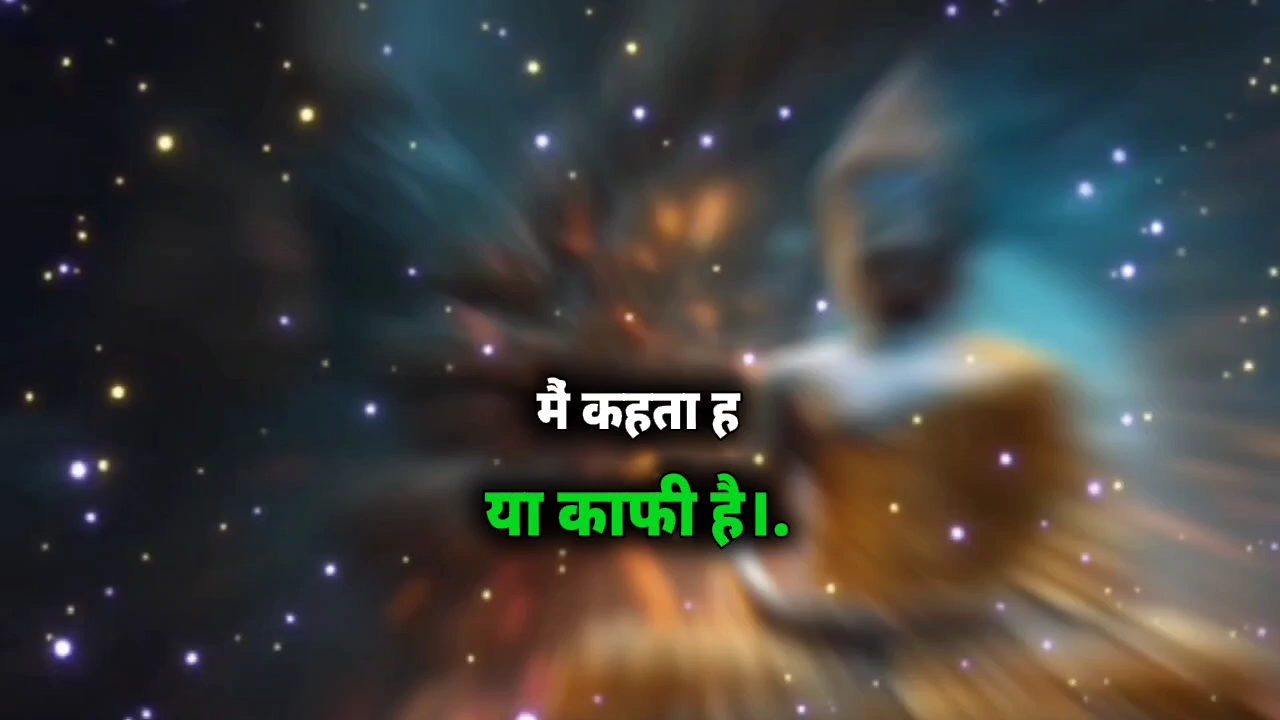 मैं कहता ह
या काफी है।.